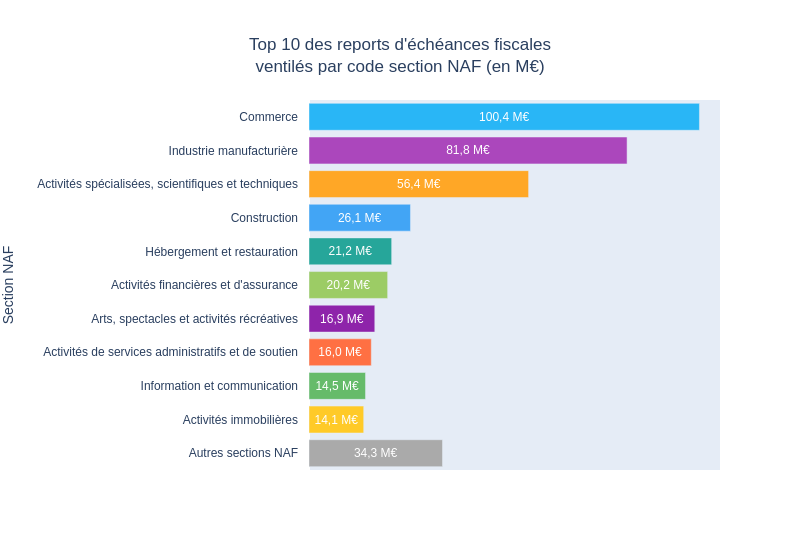 Top 10 des reports d'échéances fiscales
ventilés par code section NAF (en M€)
Section NAF
Commerce 100,4 M€
Industrie manufacturière 81,8 M€
Activités spécialisées, scientifiques et techniques 56,4 M€
Construction 26,1 M€
Hébergement et restauration 21,2 M€
Activités financières et d'assurance 20,2 M€
Arts, spectacles et activités récréatives 16,9 M€
Activités de services administratifs et de soutien 16,0 M€
Information et communication 14,5 M€
Activités immobilières 14,1 M€
Autres sections NAF 34,3 M€